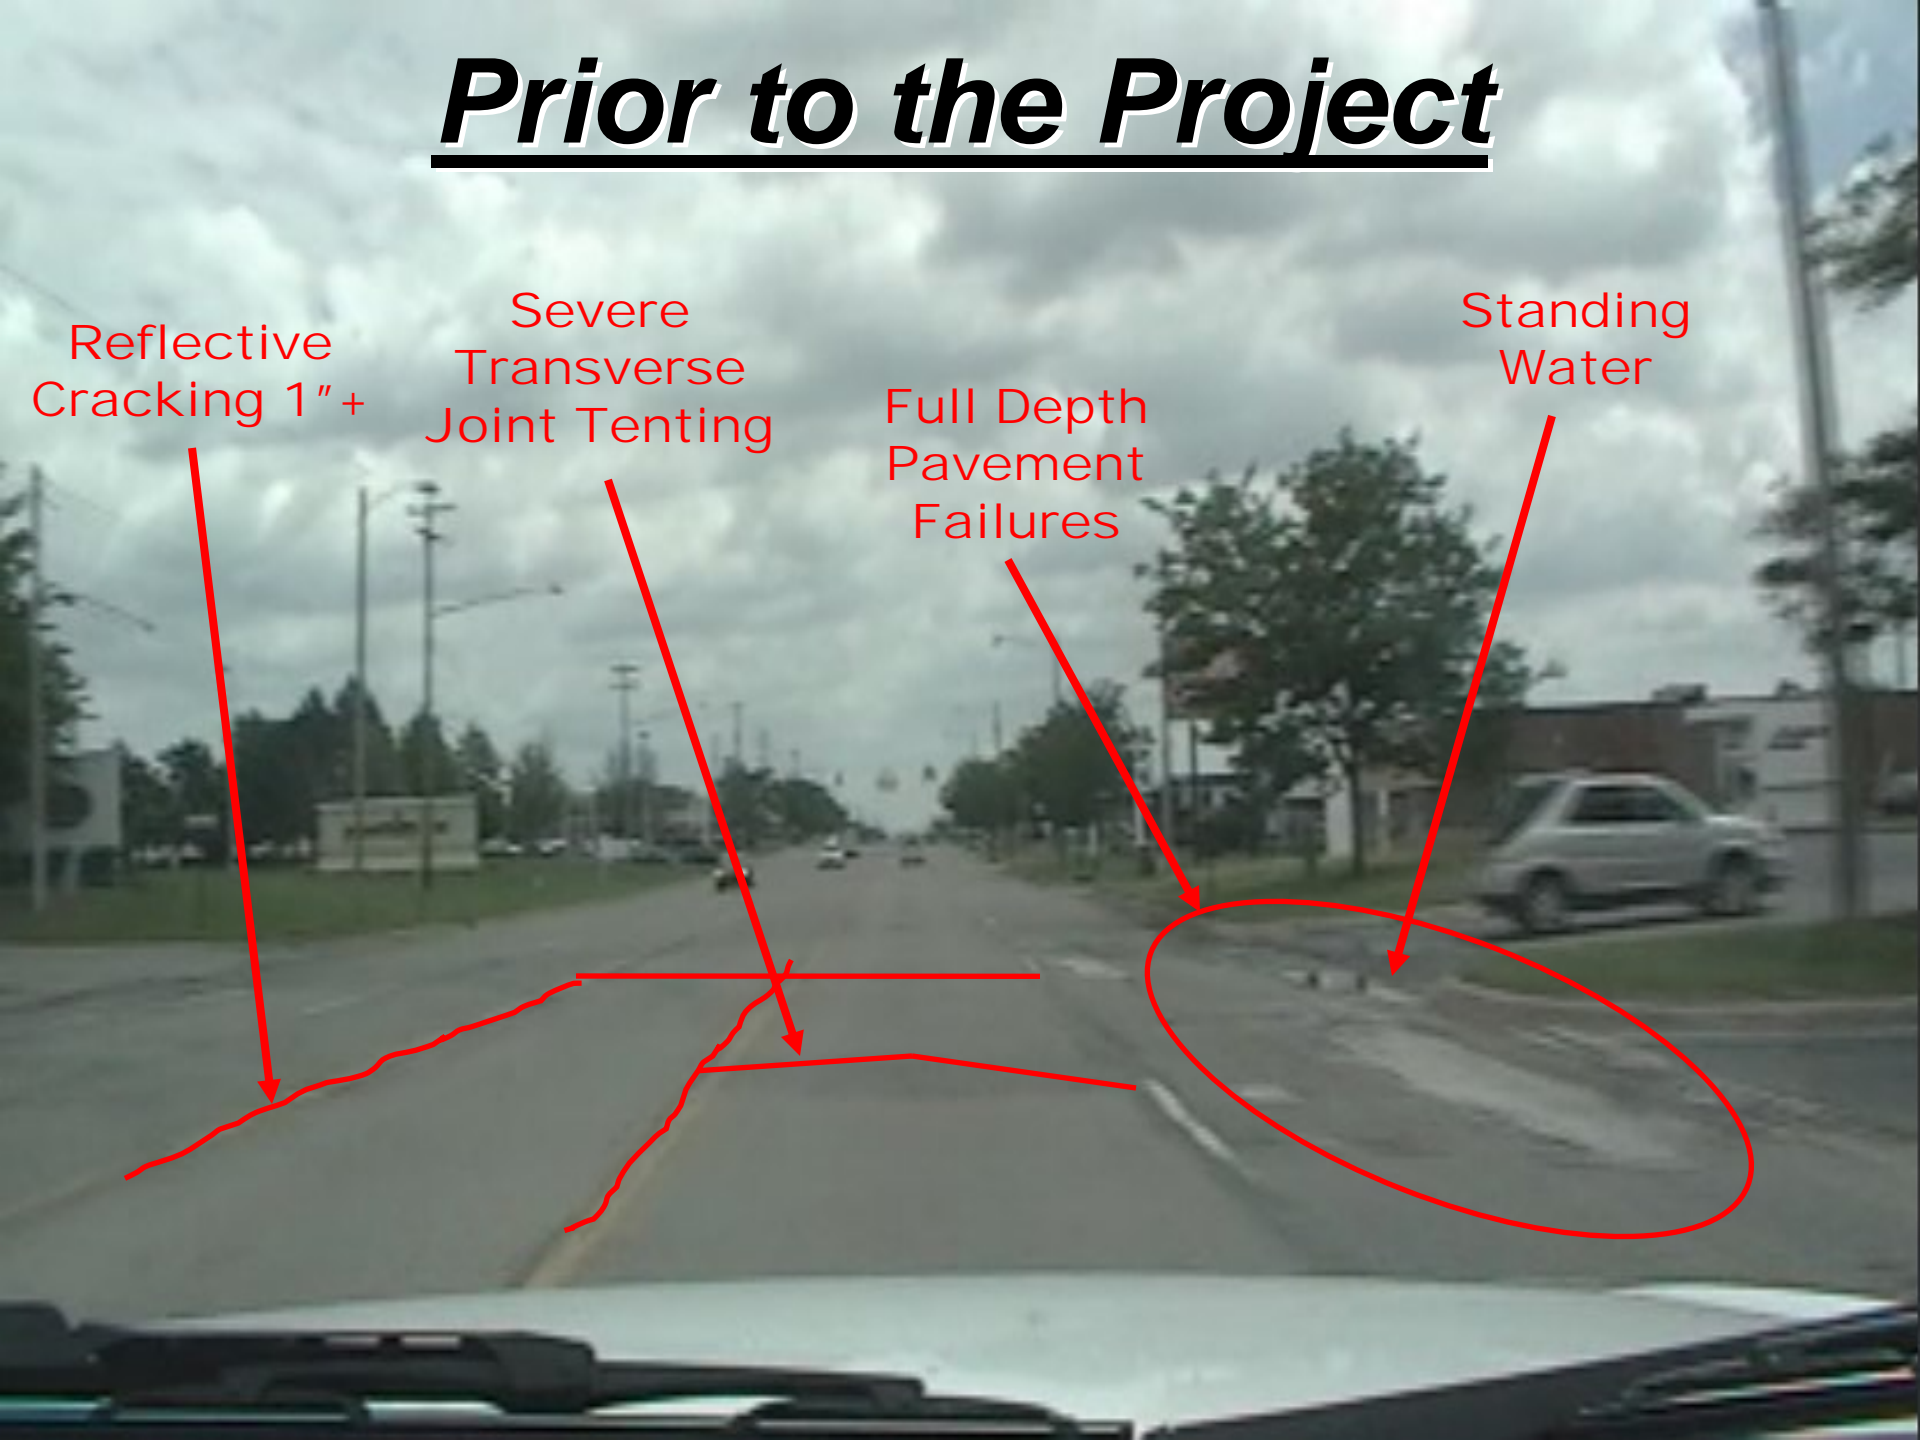 Prior to the Project
Reflective
Cracking 1"+
Severe
Transverse
Joint Tenting
Full Depth
Pavement
Failures
Standing
Water